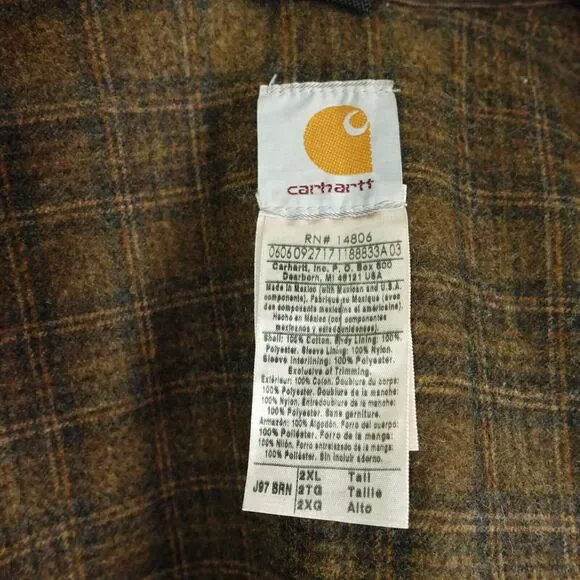 carhartt
RN# 14806
0606092717118883 3A 03
Carhartt, Inc. P. O. Box 600
Dearborn, MI 48121 USA
Made in Mexico (with Mexican and U.S.A.
components). Fabriqué au Mexique (avec
des composants mexicains et américains).
Hecho en México (con componentes
mexicanos y estadounidenses).
Shell: 100% Cotton. Body Lining: 100%
Polyester. Sleeve Lining: 100% Nylon.
Sleeve Interlining: 100% Polyester.
Exclusive of Trimming.
Extérieur: 100% Coton. Doublure du corps:
100% Polyester. Doublure de la manche:
100% Nylon. Entredoublure de la manche:
100% Polyester. Sans garniture.
Armazón: 100% Algodón. Forro del cuerpo:
100% Poliéster. Forro de la manga: 100%
Nilón. Forro entretelado de la manga:
100% Poliéster. Sin incluir adorno.
J97 BRN
2XL Tall
2TG Taille
2XG Alto